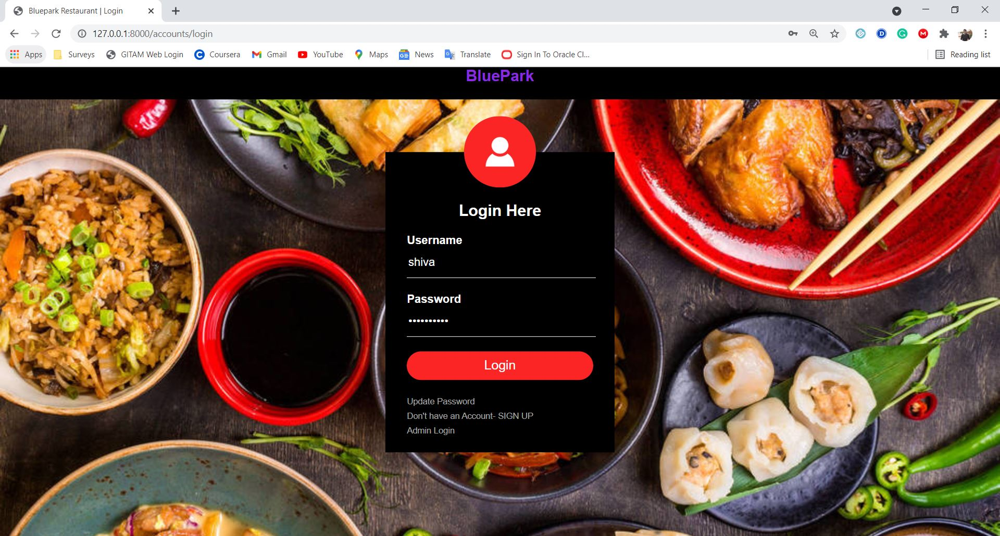 Bluepark Restaurant | Login
127.0.0.1:8000/accounts/login
Apps Surveys GITAM Web Login Coursera Gmail YouTube Maps News Translate Sign In To Oracle Cl... Reading list
BluePark
Login Here
Username
shiva
Password
••••••••••
Login
Update Password
Don't have an Account- SIGN UP
Admin Login